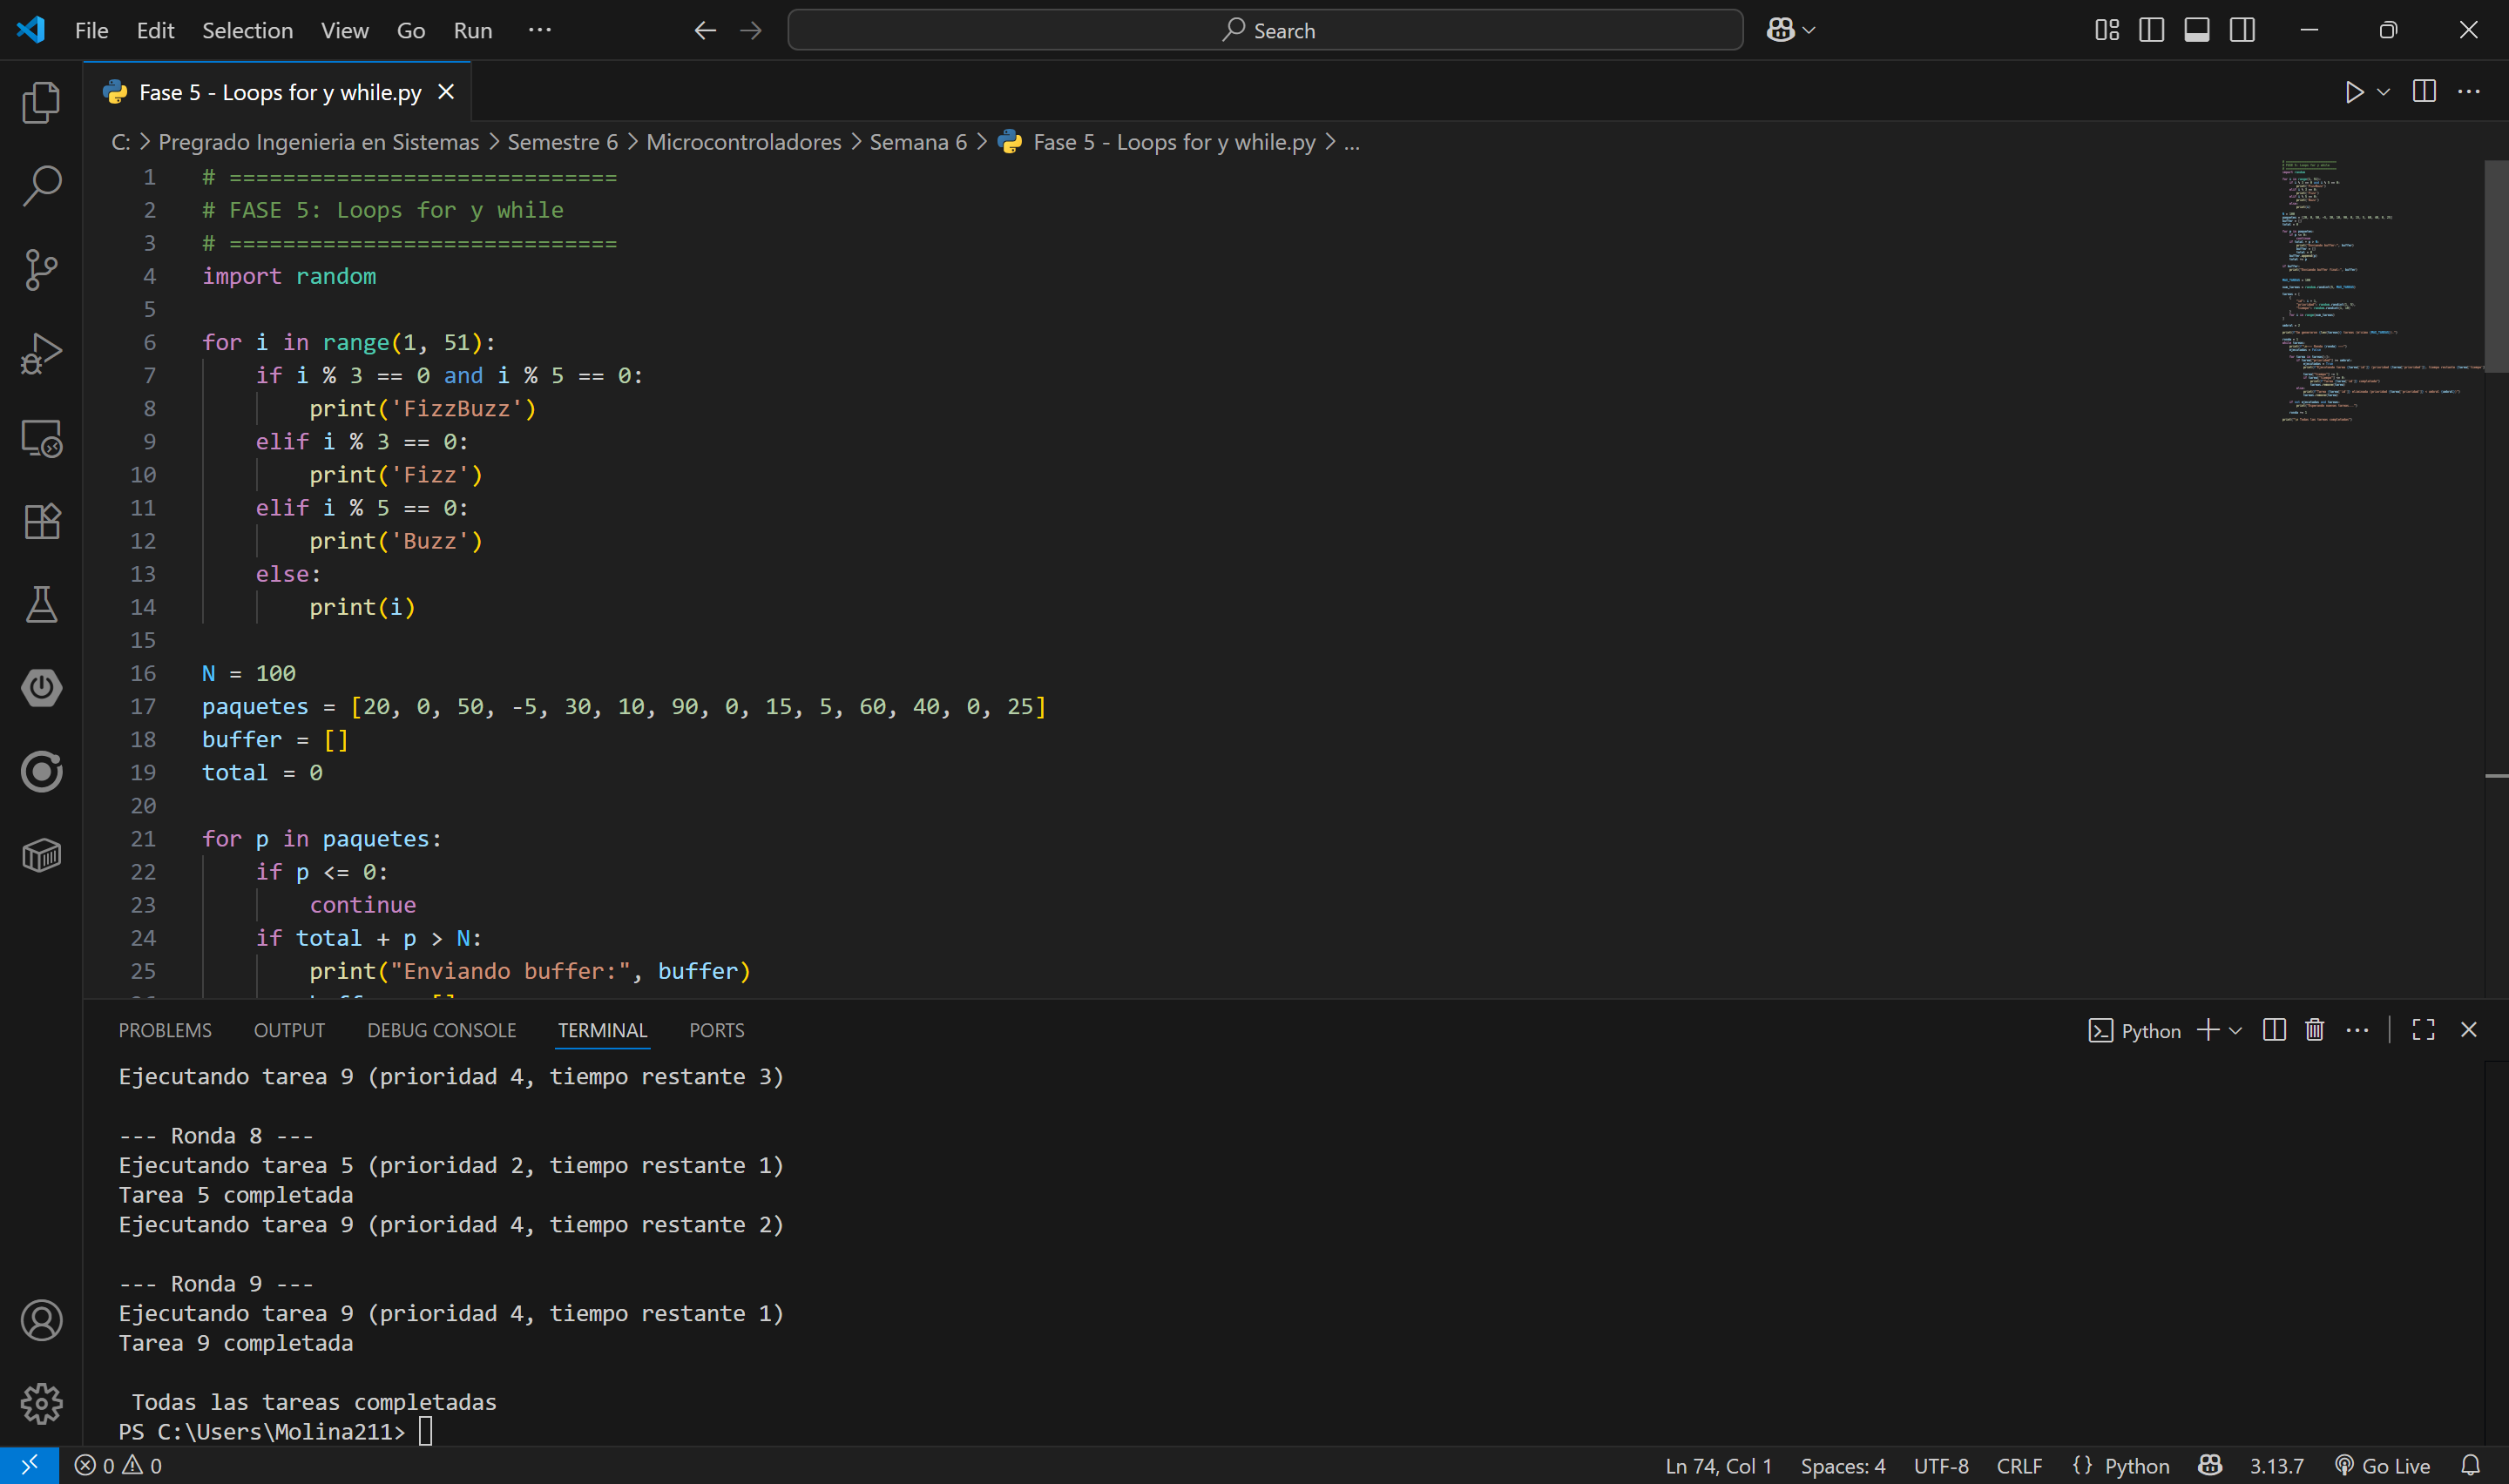 File Edit Selection View Go Run ··· Search
Fase 5 - Loops for y while.py
C: > Pregrado Ingenieria en Sistemas > Semestre 6 > Microcontroladores > Semana 6 > Fase 5 - Loops for y while.py > ...
1 # =============================
2 # FASE 5: Loops for y while
3 # =============================
4 import random
5
6 for i in range(1, 51):
7     if i % 3 == 0 and i % 5 == 0:
8         print('FizzBuzz')
9     elif i % 3 == 0:
10         print('Fizz')
11     elif i % 5 == 0:
12         print('Buzz')
13     else:
14         print(i)
15
16 N = 100
17 paquetes = [20, 0, 50, -5, 30, 10, 90, 0, 15, 5, 60, 40, 0, 25]
18 buffer = []
19 total = 0
20
21 for p in paquetes:
22     if p <= 0:
23         continue
24     if total + p > N:
25         print("Enviando buffer:", buffer)
PROBLEMS OUTPUT DEBUG CONSOLE TERMINAL PORTS Python
Ejecutando tarea 9 (prioridad 4, tiempo restante 3)
--- Ronda 8 ---
Ejecutando tarea 5 (prioridad 2, tiempo restante 1)
Tarea 5 completada
Ejecutando tarea 9 (prioridad 4, tiempo restante 2)
--- Ronda 9 ---
Ejecutando tarea 9 (prioridad 4, tiempo restante 1)
Tarea 9 completada
Todas las tareas completadas
PS C:\Users\Molina211>
0 0 Ln 74, Col 1 Spaces: 4 UTF-8 CRLF {} Python 3.13.7 Go Live